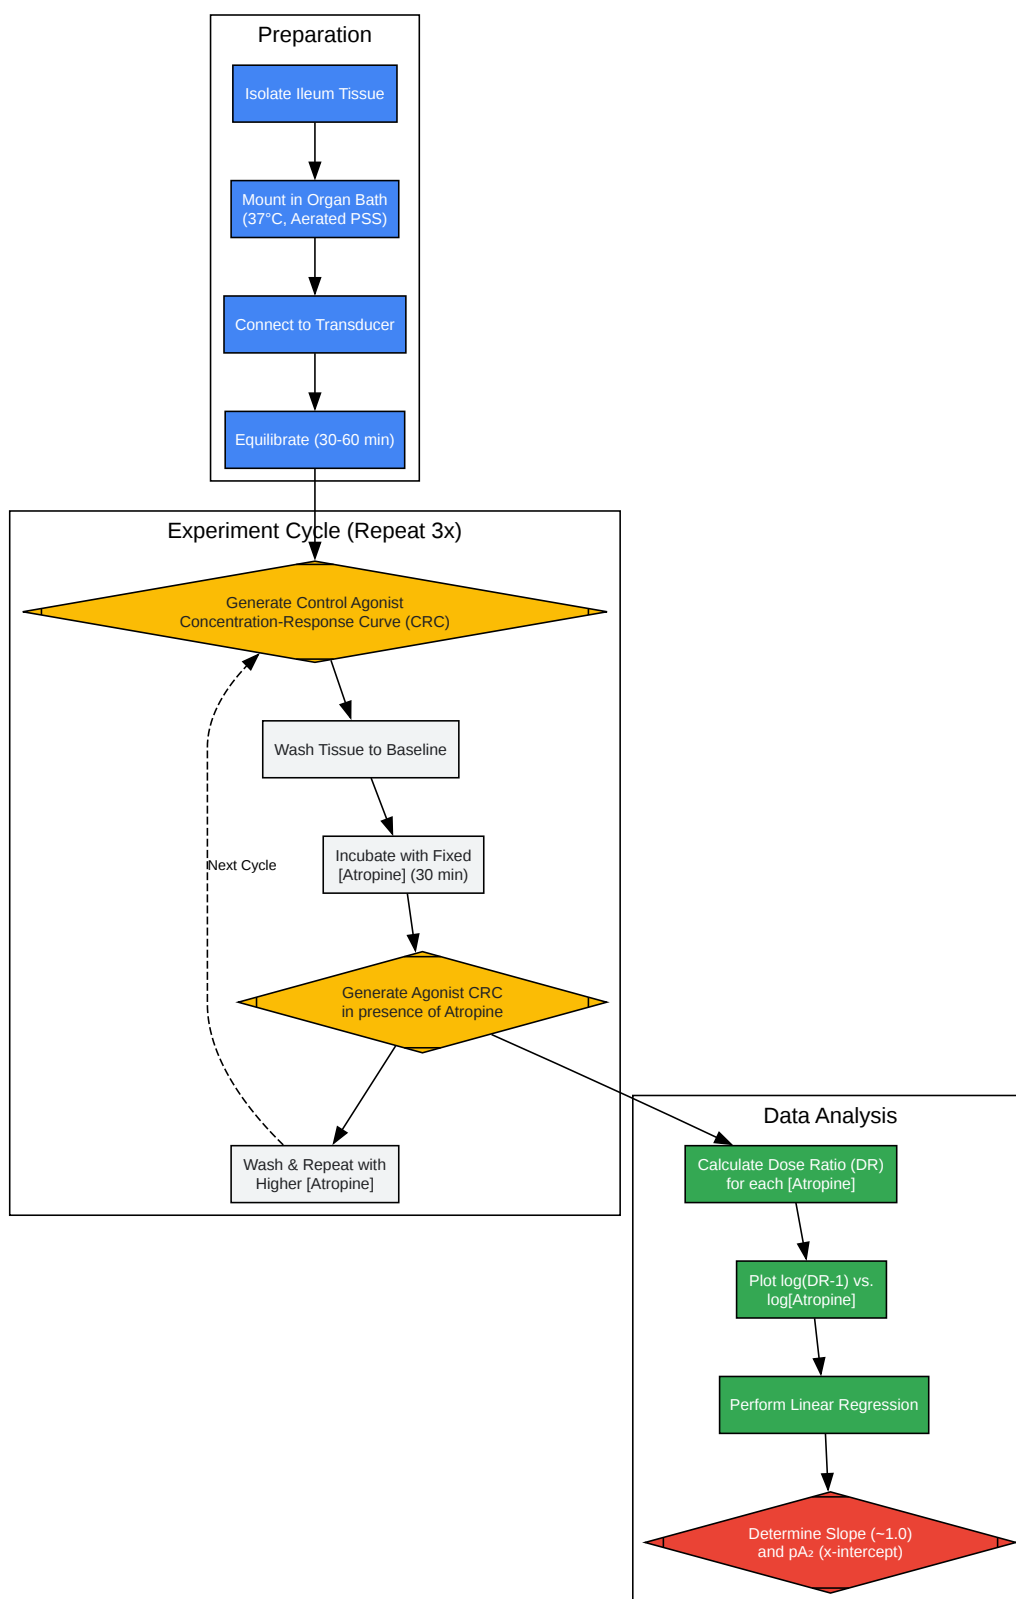 Preparation
Isolate Ileum Tissue
Mount in Organ Bath
(37°C, Aerated PSS)
Connect to Transducer
Equilibrate (30-60 min)
Experiment Cycle (Repeat 3x)
Generate Control Agonist
Concentration-Response Curve (CRC)
Wash Tissue to Baseline
Incubate with Fixed
[Atropine] (30 min)
Next Cycle
Generate Agonist CRC
in presence of Atropine
Wash & Repeat with
Higher [Atropine]
Data Analysis
Calculate Dose Ratio (DR)
for each [Atropine]
Plot log(DR-1) vs.
log[Atropine]
Perform Linear Regression
Determine Slope (~1.0)
and pA₂ (x-intercept)